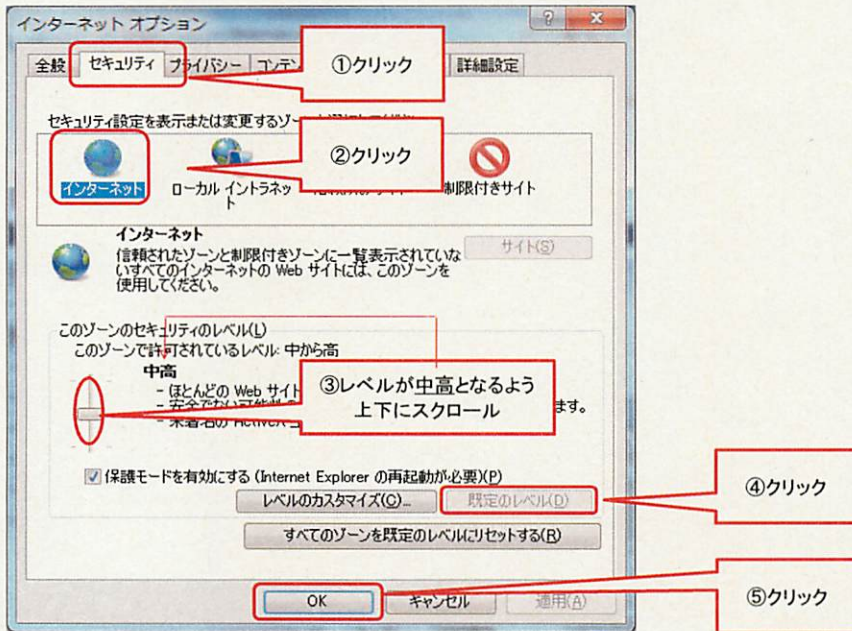 インターネット オプション
全般 セキュリティ プライバシー コンテン 詳細設定
①クリック
セキュリティ設定を表示または変更するゾー
②クリック
インターネット ローカル イントラネット 制限付きサイト
インターネット
信頼されたゾーンと制限付きゾーンに一覧表示されていな
いすべてのインターネットの Web サイトには、このゾーンを
使用してください。
サイト(S)
このゾーンのセキュリティのレベル(L)
このゾーンで許可されているレベル: 中から高
中高
- ほとんどの Web サイト
ます。
③レベルが中高となるよう
上下にスクロール
保護モードを有効にする (Internet Explorer の再起動が必要)(P)
レベルのカスタマイズ(C)... 既定のレベル(D)
④クリック
すべてのゾーンを既定のレベルにリセットする(R)
OK キャンセル 適用(A)
⑤クリック